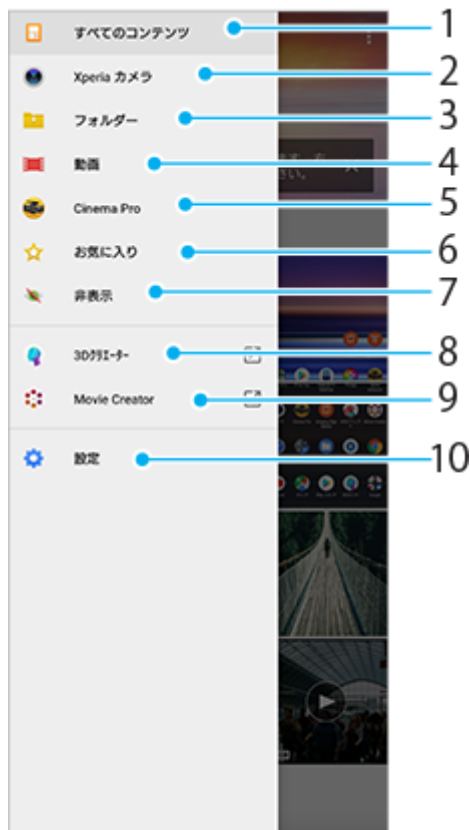 すべてのコンテンツ 1
Xperia カメラ 2
フォルダー 3
動画 4
Cinema Pro 5
お気に入り 6
非表示 7
3Dクリエーター 8
Movie Creator 9
設定 10